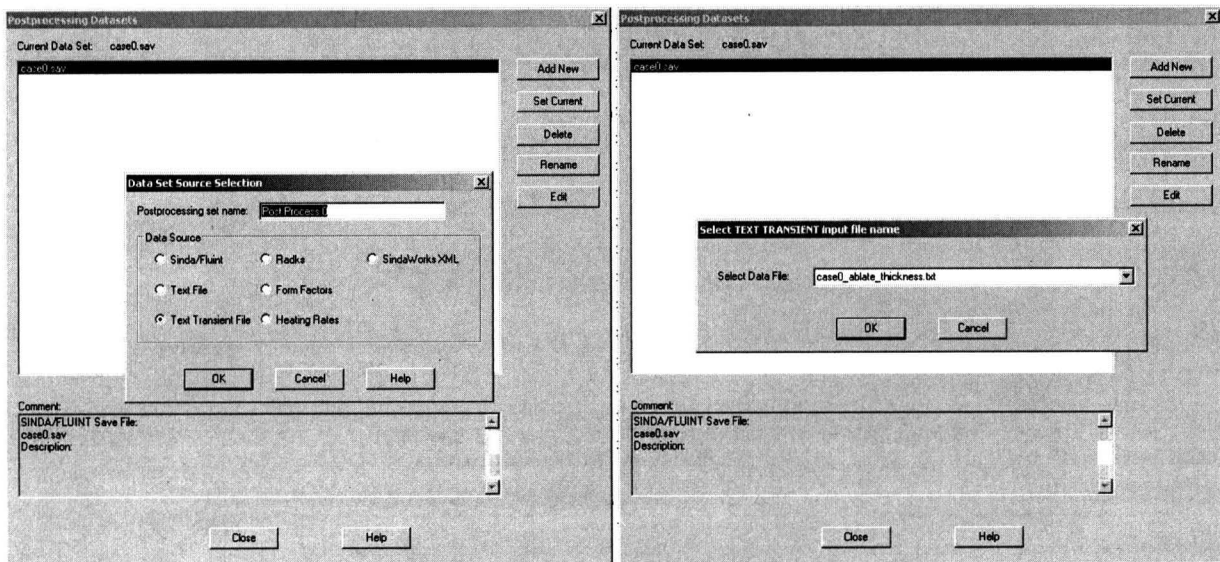 Postprocessing Datasets
Current Data Set: case0.sav
case0.sav
Add New
Set Current
Delete
Rename
Edit
Data Set Source Selection
Postprocessing set name: Post Process 0
Data Source
Sinda/Fluint Radks SindaWorks XML
Text File Form Factors
Text Transient File Heating Rates
OK Cancel Help
Comment:
SINDA/FLUINT Save File:
case0.sav
Description:
Close Help
Postprocessing Datasets
Current Data Set: case0.sav
case0.sav
Add New
Set Current
Delete
Rename
Edit
Select TEXT TRANSIENT input file name
Select Data File: case0_ablate_thickness.txt
OK Cancel
Comment:
SINDA/FLUINT Save File:
case0.sav
Description:
Close Help